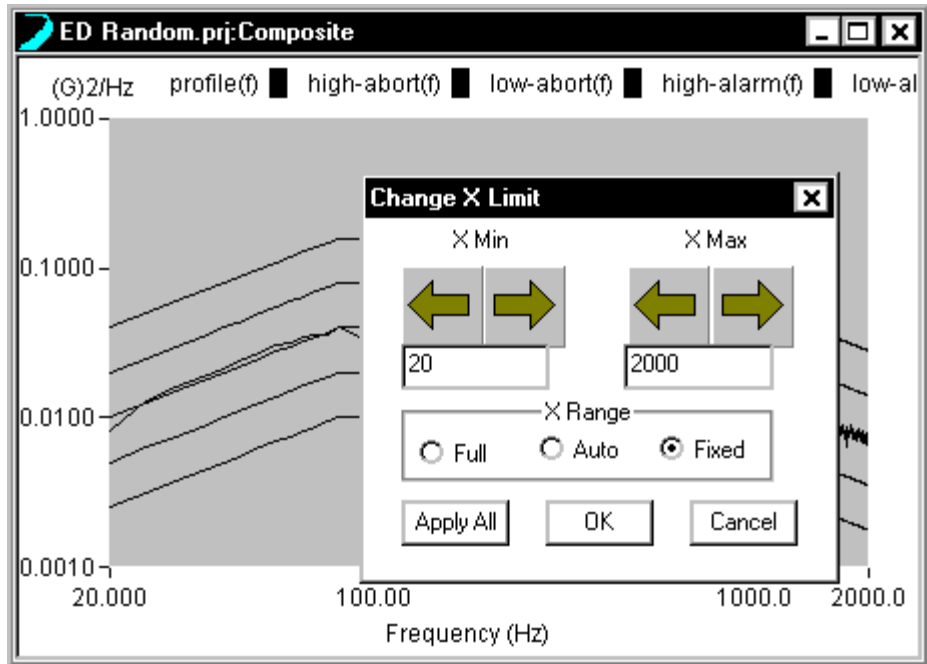 ED Random.prj:Composite
(G)2/Hz profile(f) high-abort(f) low-abort(f) high-alarm(f) low-al
1.0000
0.1000
0.0100
0.0010
20.000 100.00 1000.0 2000.0
Frequency (Hz)
Change X Limit
X Min X Max
20 2000
X Range
Full Auto Fixed
Apply All OK Cancel